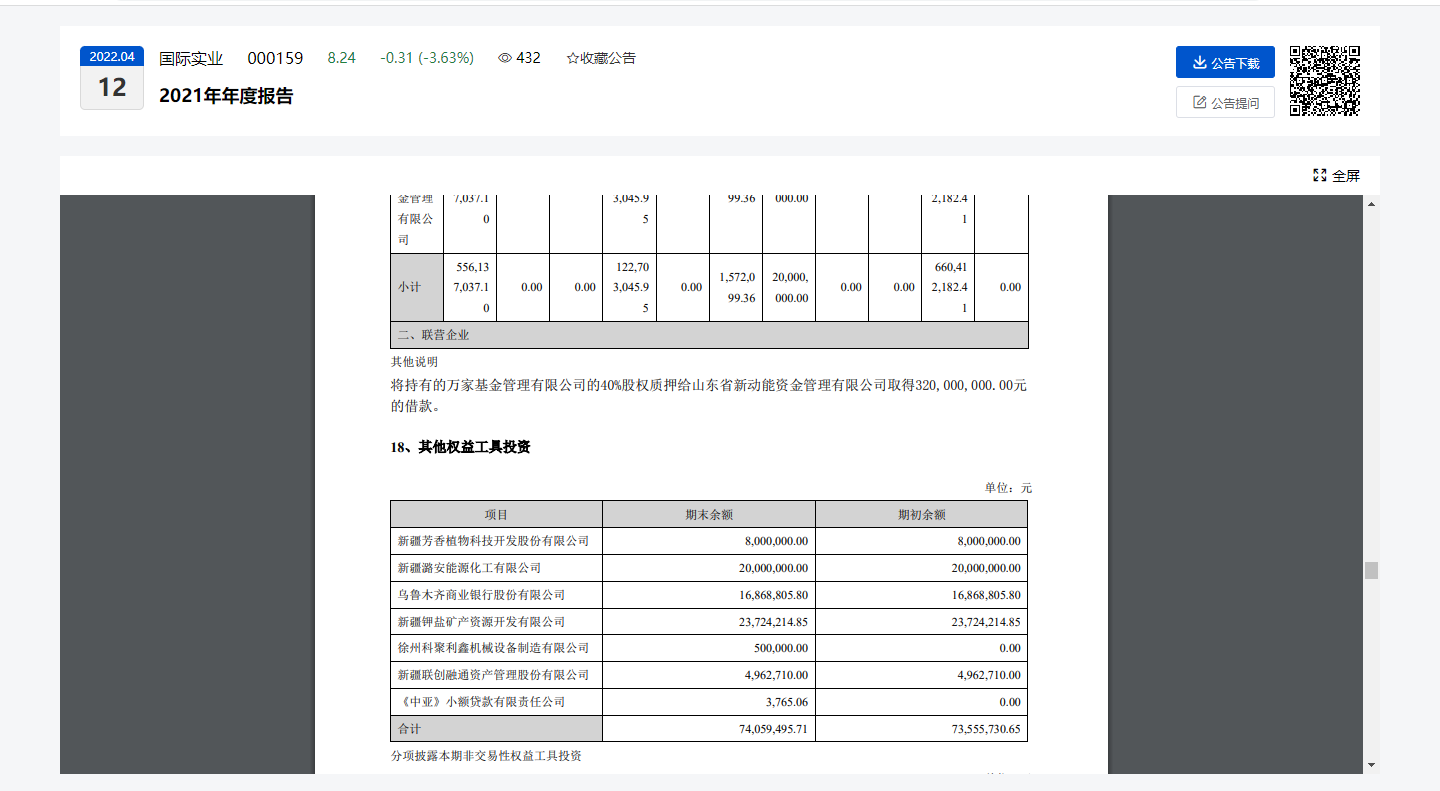 2022.04
12
国际实业 000159 8.24 -0.31 (-3.63%) 432 ☆收藏公告
2021年年度报告
公告下载
公告提问
全屏
金管理 7,037.1 3,045.9 99.36 000.00 2,182.4
有限公 0 5 1
司
556,13 122,70 660,41
小计 7,037.1 0.00 0.00 3,045.9 0.00 1,572,0 20,000, 0.00 0.00 2,182.4 0.00
0 5 99.36 000.00 1
二、联营企业
其他说明
将持有的万家基金管理有限公司的40%股权质押给山东省新动能资金管理有限公司取得320,000,000.00元
的借款。
18、其他权益工具投资
单位：元
项目 期末余额 期初余额
新疆芳香植物科技开发股份有限公司 8,000,000.00 8,000,000.00
新疆潞安能源化工有限公司 20,000,000.00 20,000,000.00
乌鲁木齐商业银行股份有限公司 16,868,805.80 16,868,805.80
新疆钾盐矿产资源开发有限公司 23,724,214.85 23,724,214.85
徐州科聚利鑫机械设备制造有限公司 500,000.00 0.00
新疆联创融通资产管理股份有限公司 4,962,710.00 4,962,710.00
《中亚》小额贷款有限责任公司 3,765.06 0.00
合计 74,059,495.71 73,555,730.65
分项披露本期非交易性权益工具投资